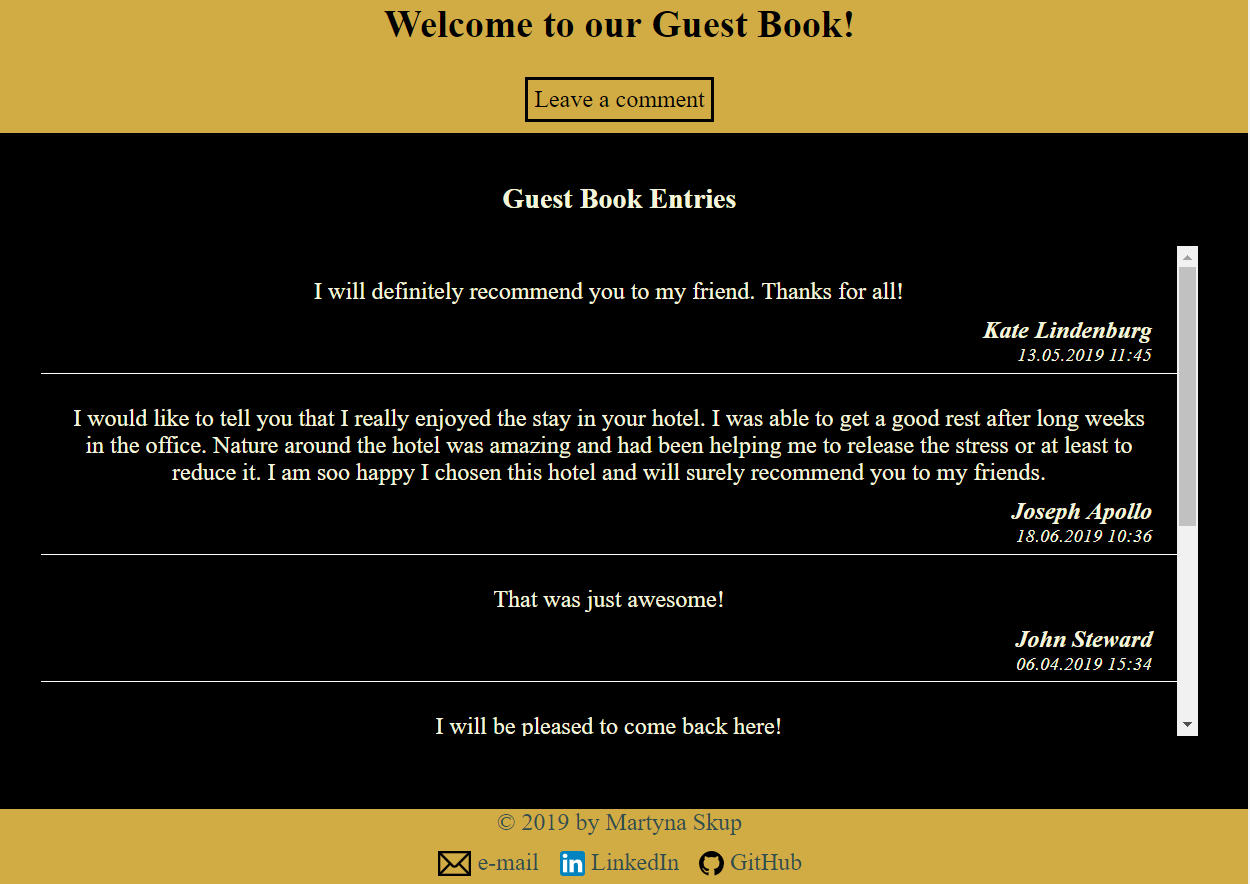 Welcome to our Guest Book!
Leave a comment
Guest Book Entries
I will definitely recommend you to my friend. Thanks for all!
Kate Lindenburg
13.05.2019 11:45
I would like to tell you that I really enjoyed the stay in your hotel. I was able to get a good rest after long weeks
in the office. Nature around the hotel was amazing and had been helping me to release the stress or at least to
reduce it. I am soo happy I chosen this hotel and will surely recommend you to my friends.
Joseph Apollo
18.06.2019 10:36
That was just awesome!
John Steward
06.04.2019 15:34
I will be pleased to come back here!
© 2019 by Martyna Skup
e-mail LinkedIn GitHub